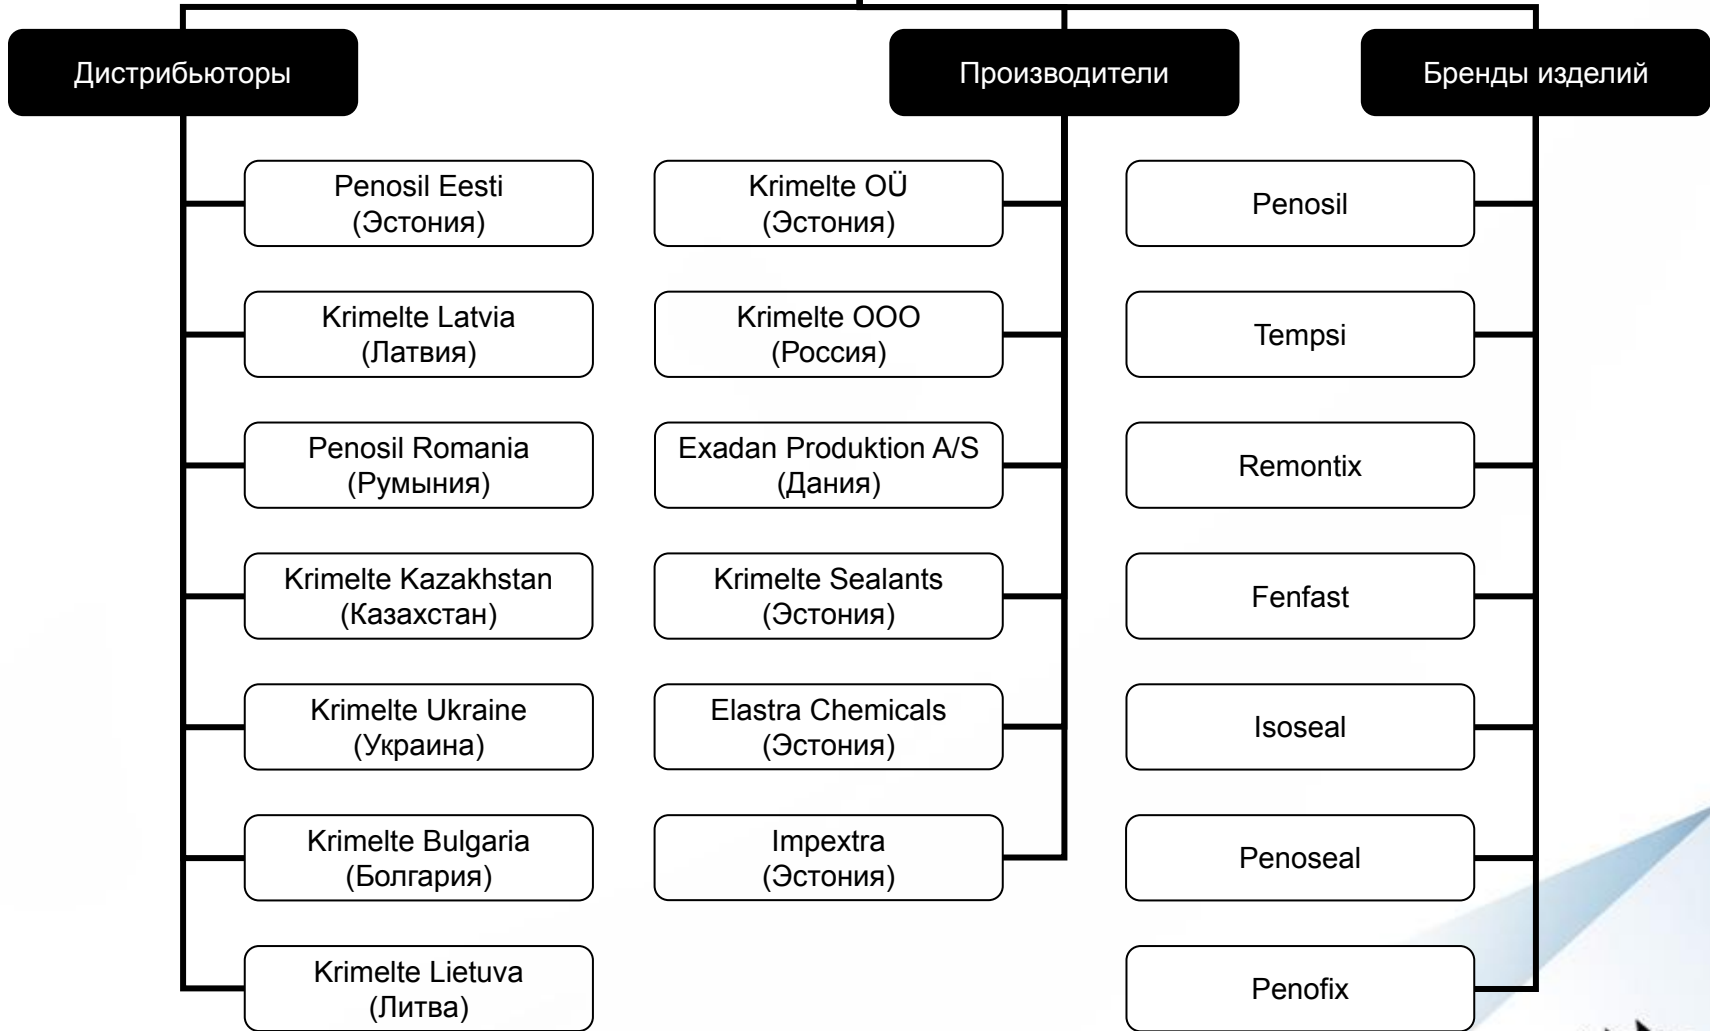 Дистрибьюторы
Производители
Бренды изделий
Penosil Eesti
(Эстония)
Krimelte Latvia
(Латвия)
Penosil Romania
(Румыния)
Krimelte Kazakhstan
(Казахстан)
Krimelte Ukraine
(Украина)
Krimelte Bulgaria
(Болгария)
Krimelte Lietuva
(Литва)
Krimelte OÜ
(Эстония)
Krimelte OOO
(Россия)
Exadan Produktion A/S
(Дания)
Krimelte Sealants
(Эстония)
Elastra Chemicals
(Эстония)
Impextra
(Эстония)
Penosil
Tempsi
Remontix
Fenfast
Isoseal
Penoseal
Penofix